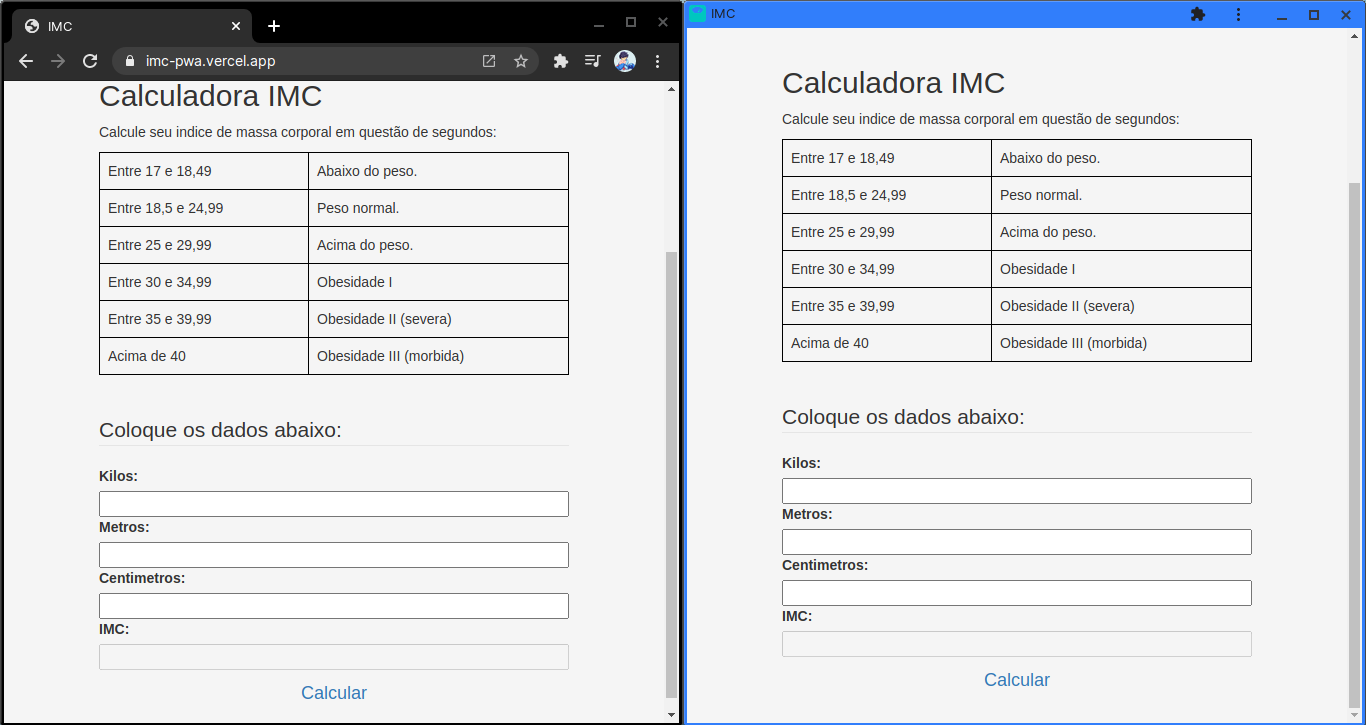 IMC
imc-pwa.vercel.app
Calculadora IMC
Calcule seu indice de massa corporal em questão de segundos:
Entre 17 e 18,49 Abaixo do peso.
Entre 18,5 e 24,99 Peso normal.
Entre 25 e 29,99 Acima do peso.
Entre 30 e 34,99 Obesidade I
Entre 35 e 39,99 Obesidade II (severa)
Acima de 40 Obesidade III (morbida)
Coloque os dados abaixo:
Kilos:
Metros:
Centimetros:
IMC:
Calcular
IMC
Calculadora IMC
Calcule seu indice de massa corporal em questão de segundos:
Entre 17 e 18,49 Abaixo do peso.
Entre 18,5 e 24,99 Peso normal.
Entre 25 e 29,99 Acima do peso.
Entre 30 e 34,99 Obesidade I
Entre 35 e 39,99 Obesidade II (severa)
Acima de 40 Obesidade III (morbida)
Coloque os dados abaixo:
Kilos:
Metros:
Centimetros:
IMC:
Calcular